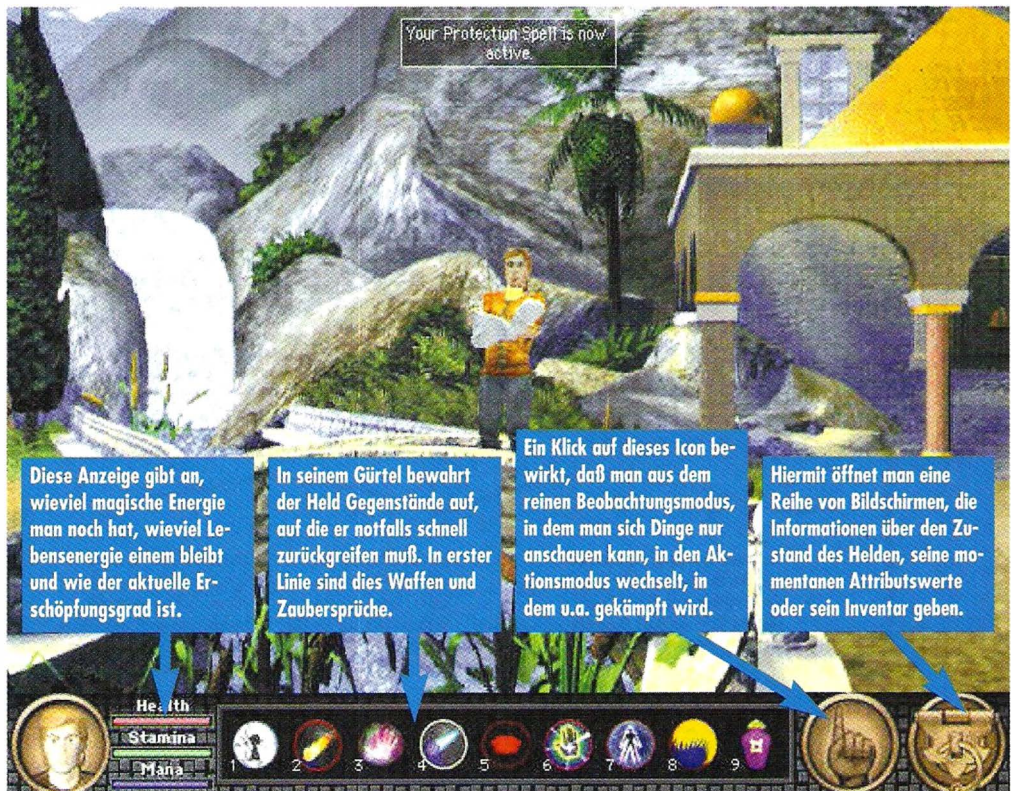 Your Protection Spell is now
active.
Diese Anzeige gibt an,
wieviel magische Energie
man noch hat, wieviel Le-
bensenergie einem bleibt
und wie der aktuelle Er-
schöpfungsgrad ist.
In seinem Gürtel bewahrt
der Held Gegenstände auf,
auf die er notfalls schnell
zurückgreifen muß. In erster
Linie sind dies Waffen und
Zaubersprüche.
Ein Klick auf dieses Icon be-
wirkt, daß man aus dem
reinen Beobachtungsmodus,
in dem man sich Dinge nur
anschauen kann, in den Ak-
tionsmodus wechselt, in
dem u.a. gekämpft wird.
Hiermit öffnet man eine
Reihe von Bildschirmen, die
Informationen über den Zu-
stand des Helden, seine mo-
mentanen Attributswerte
oder sein Inventar geben.
Health
Stamina
Mana
1 2 3 4 5 6 7 8 9